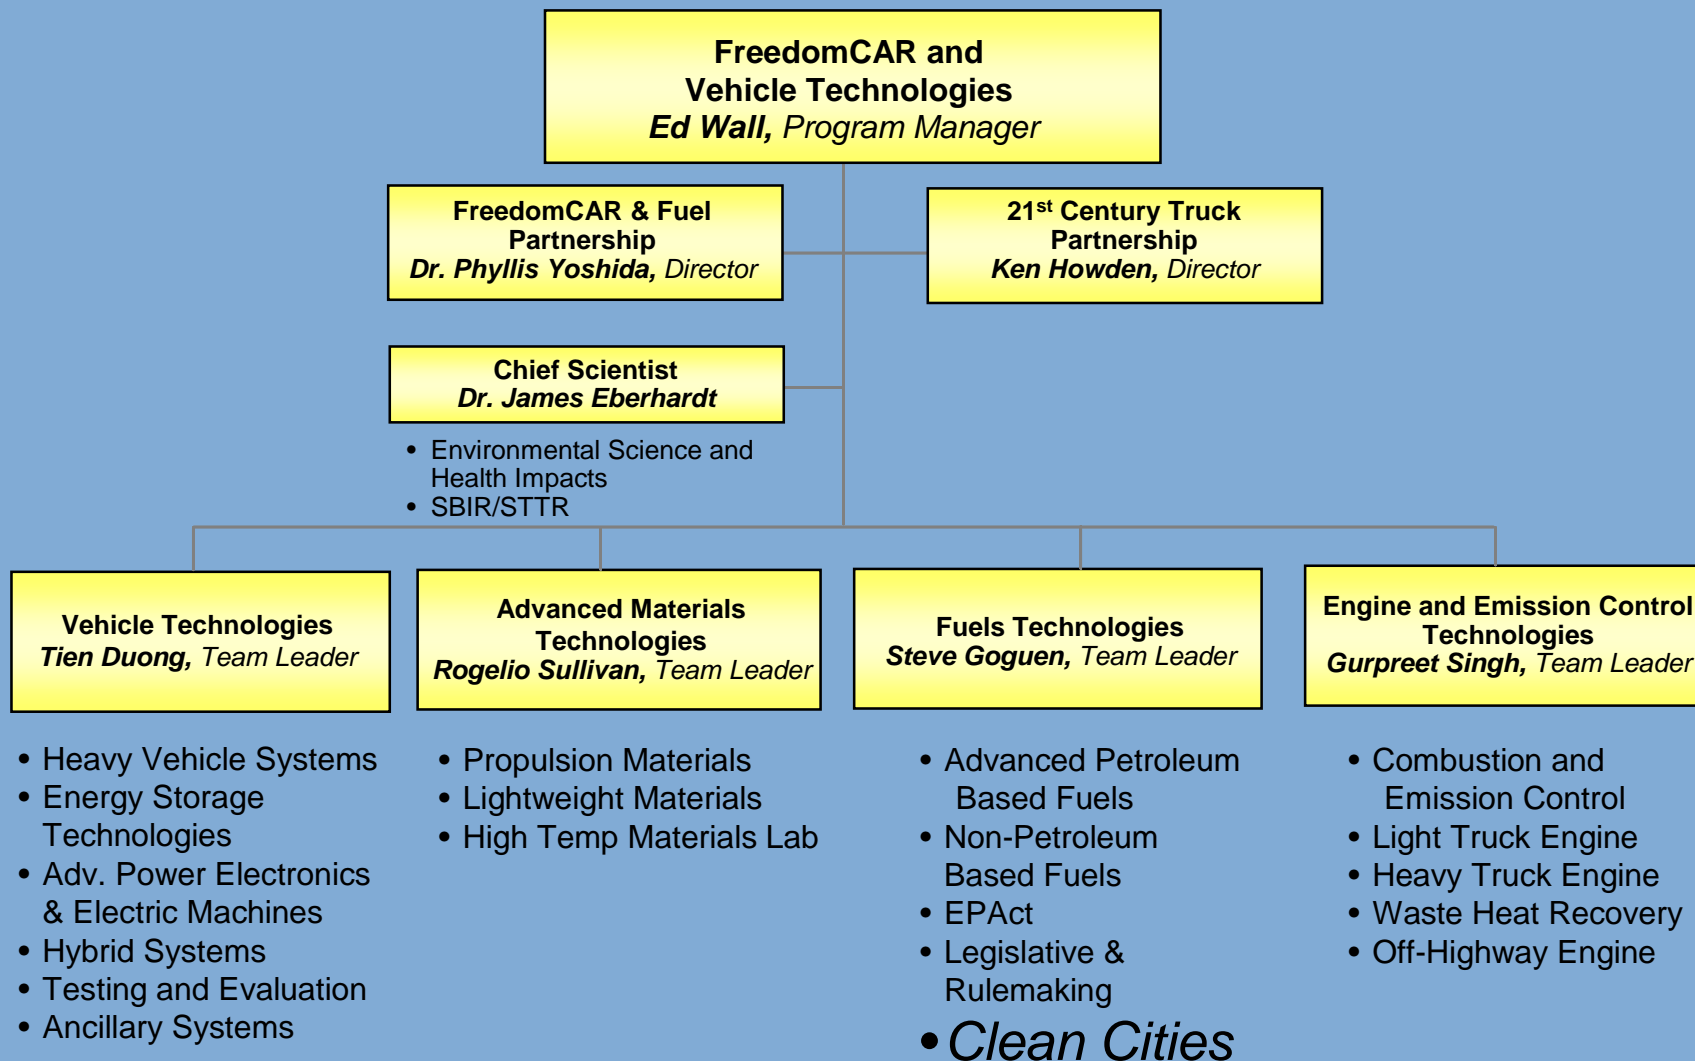 FreedomCAR and
Vehicle Technologies
Ed Wall, Program Manager
FreedomCAR & Fuel
Partnership
Dr. Phyllis Yoshida, Director
21st Century Truck
Partnership
Ken Howden, Director
Chief Scientist
Dr. James Eberhardt
• Environmental Science and
Health Impacts
• SBIR/STTR
Vehicle Technologies
Tien Duong, Team Leader
• Heavy Vehicle Systems
• Energy Storage
Technologies
• Adv. Power Electronics
& Electric Machines
• Hybrid Systems
• Testing and Evaluation
• Ancillary Systems
Advanced Materials
Technologies
Rogelio Sullivan, Team Leader
• Propulsion Materials
• Lightweight Materials
• High Temp Materials Lab
Fuels Technologies
Steve Goguen, Team Leader
• Advanced Petroleum
Based Fuels
• Non-Petroleum
Based Fuels
• EPAct
• Legislative &
Rulemaking
• Clean Cities
Engine and Emission Control
Technologies
Gurpreet Singh, Team Leader
• Combustion and
Emission Control
• Light Truck Engine
• Heavy Truck Engine
• Waste Heat Recovery
• Off-Highway Engine